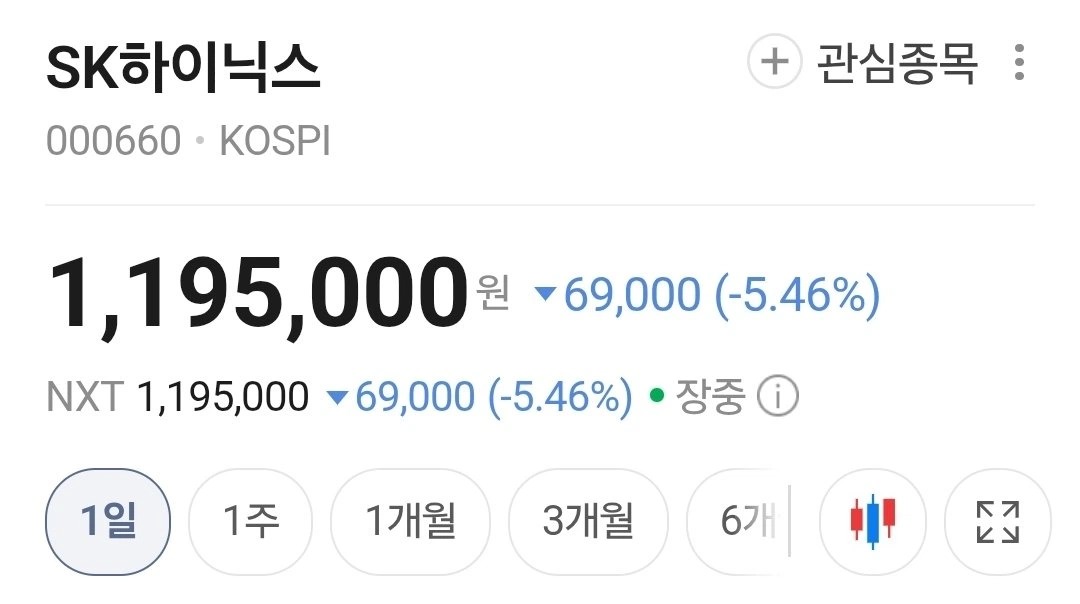 SK하이닉스
관심종목
000660 • KOSPI
1,195,000원 ▼69,000 (-5.46%)
NXT 1,195,000 ▼69,000 (-5.46%) • 장중
1일 1주 1개월 3개월 6개